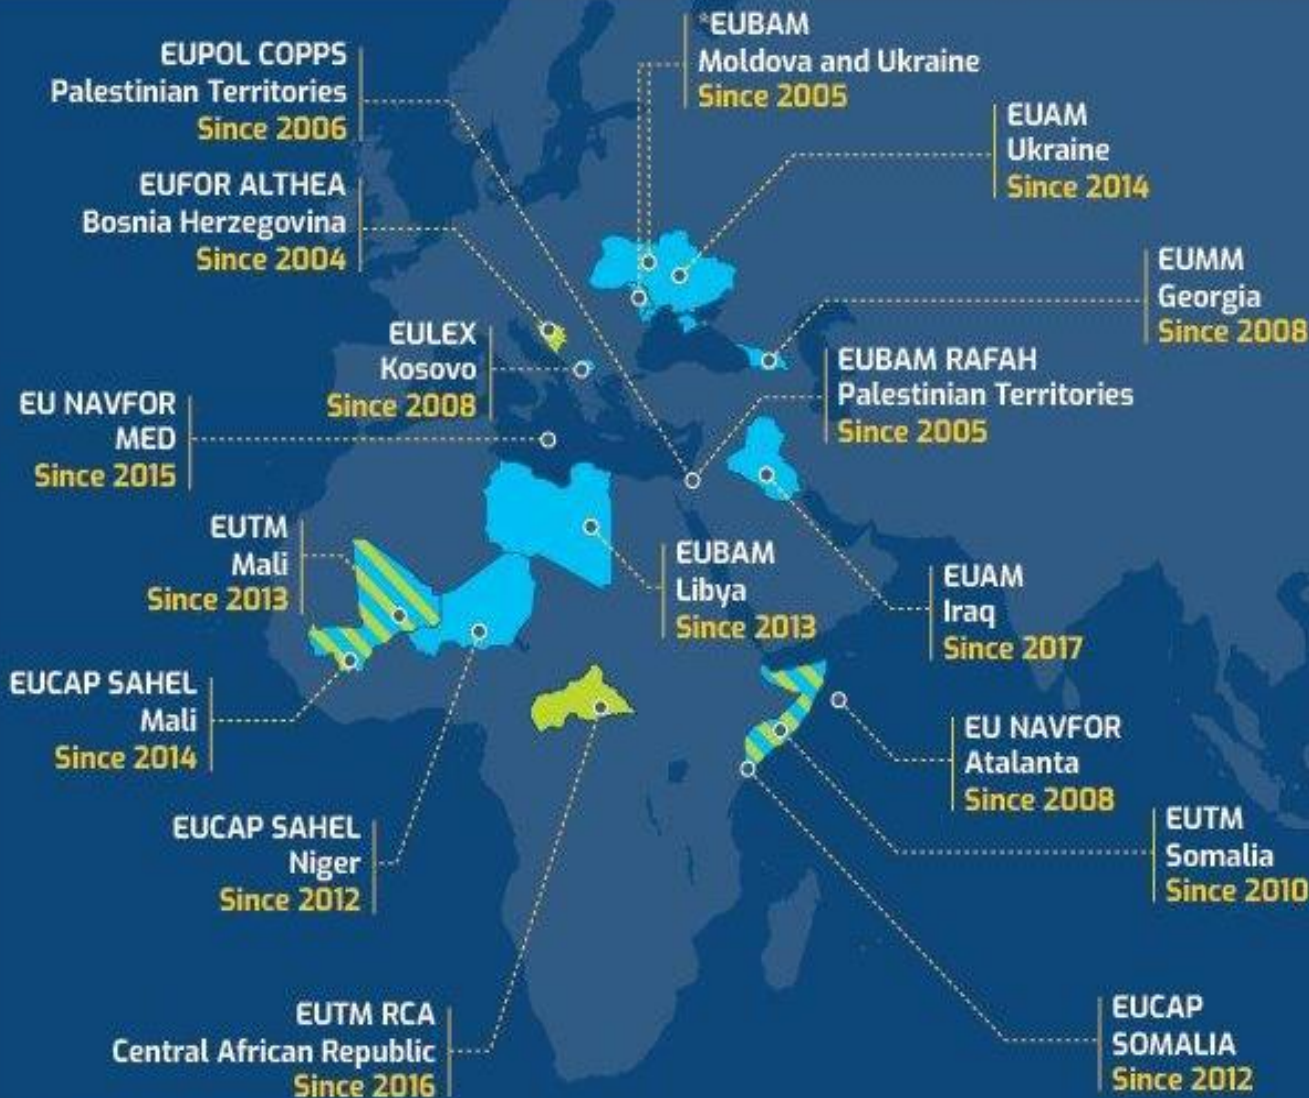 EUPOL COPPS
Palestinian Territories
Since 2006
*EUBAM
Moldova and Ukraine
Since 2005
EUAM
Ukraine
Since 2014
EUFOR ALTHEA
Bosnia Herzegovina
Since 2004
EUMM
Georgia
Since 2008
EULEX
Kosovo
Since 2008
EUBAM RAFAH
Palestinian Territories
Since 2005
EU NAVFOR
MED
Since 2015
EUTM
Mali
Since 2013
EUBAM
Libya
Since 2013
EUAM
Iraq
Since 2017
EUCAP SAHEL
Mali
Since 2014
EU NAVFOR
Atalanta
Since 2008
EUCAP SAHEL
Niger
Since 2012
EUTM
Somalia
Since 2010
EUTM RCA
Central African Republic
Since 2016
EUCAP
SOMALIA
Since 2012